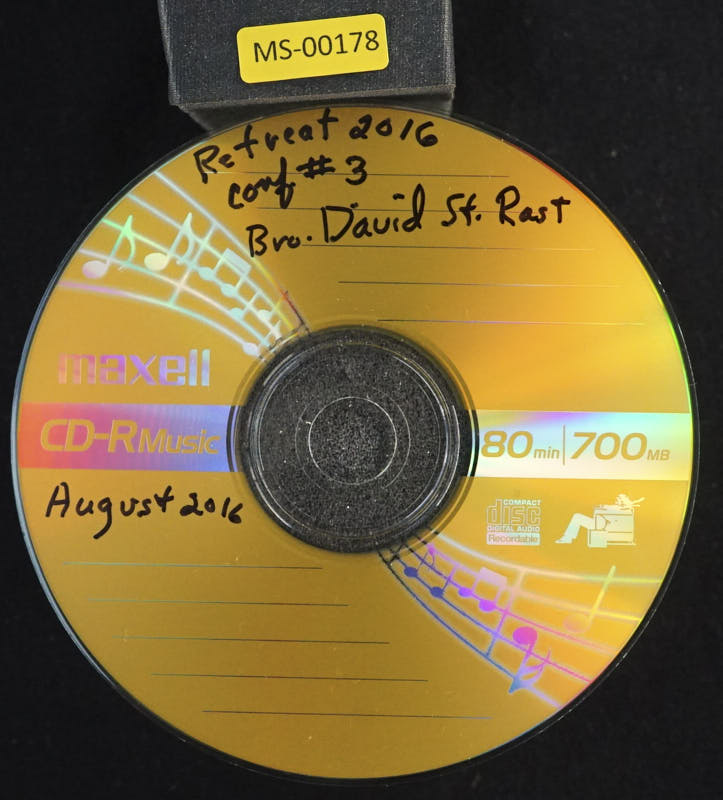 MS-00178
Retreat 2016
conf #3
Bro. David St. Rast
maxell
CD-R Music
80 min | 700 MB
COMPACT
disc
DIGITAL AUDIO
Recordable
August 2016